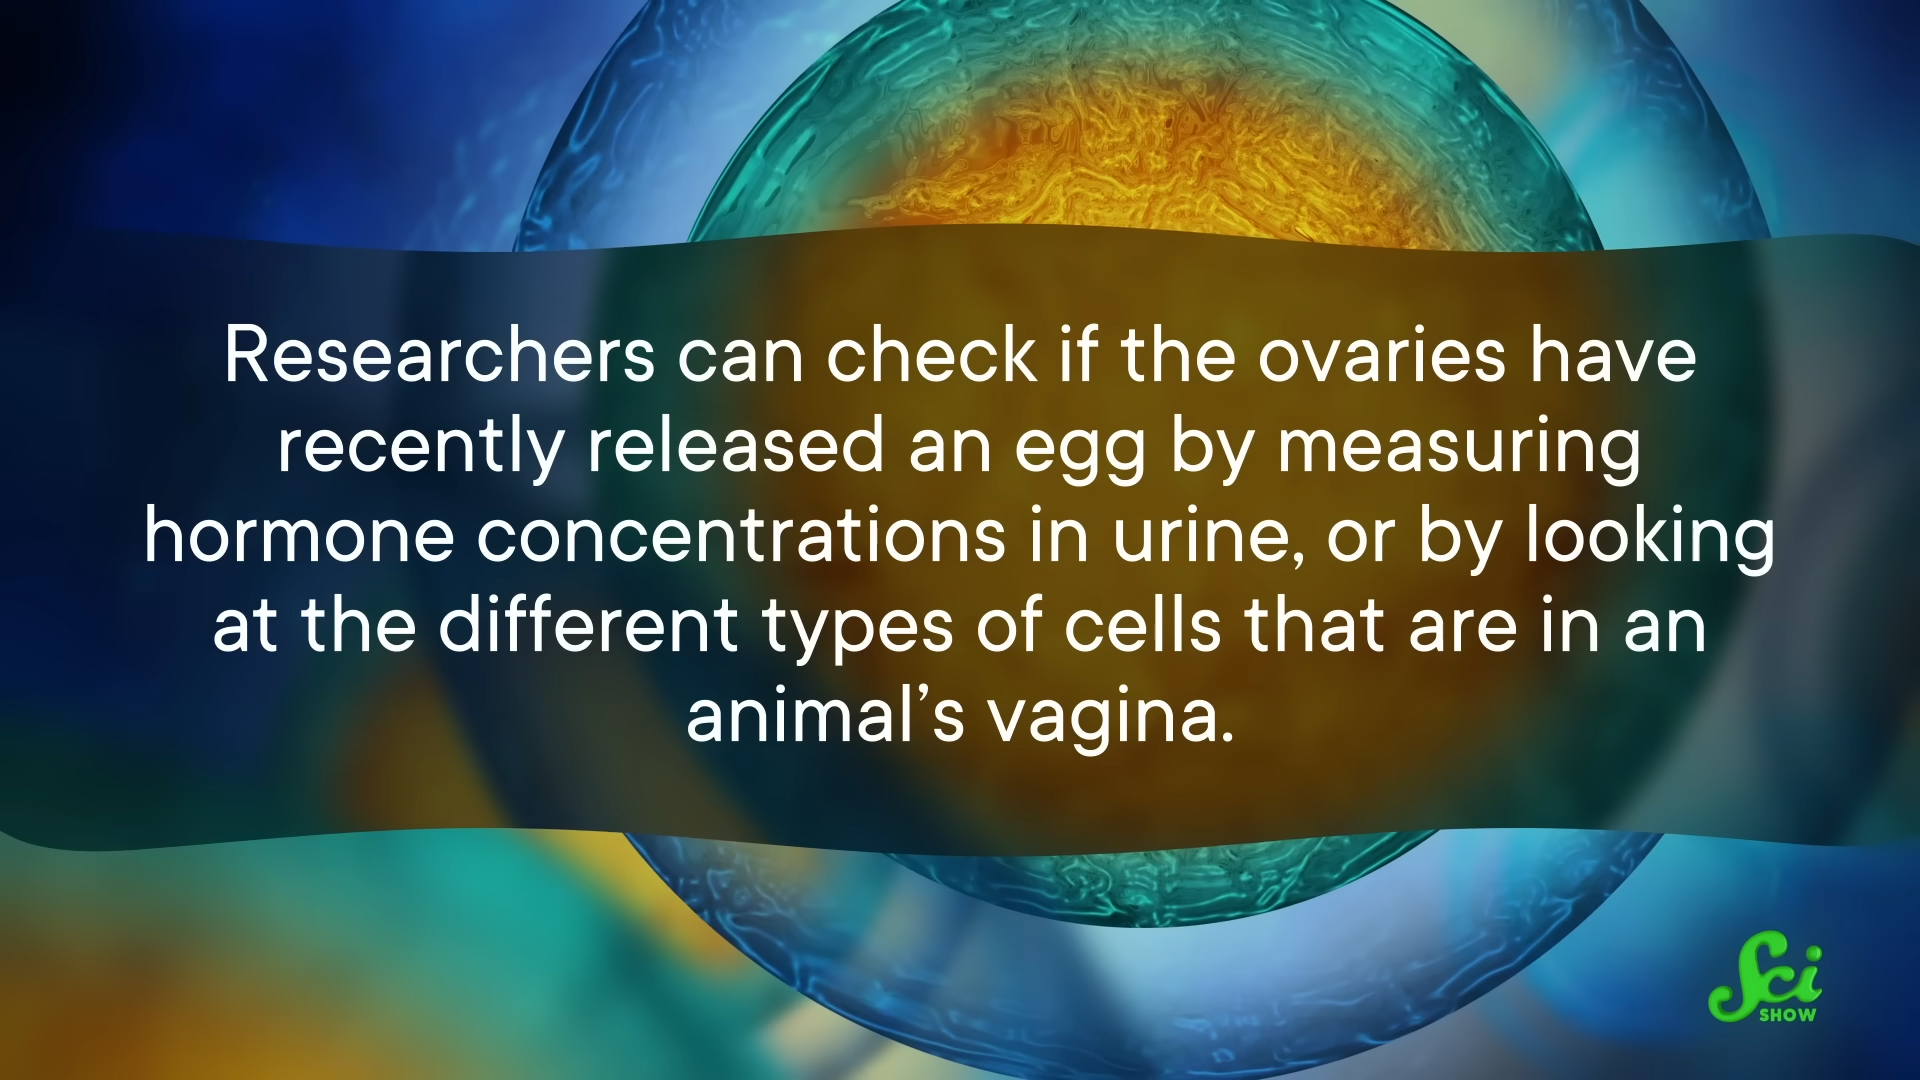 Researchers can check if the ovaries have
recently released an egg by measuring
hormone concentrations in urine, or by looking
at the different types of cells that are in an
animal’s vagina.
Sci
SHOW